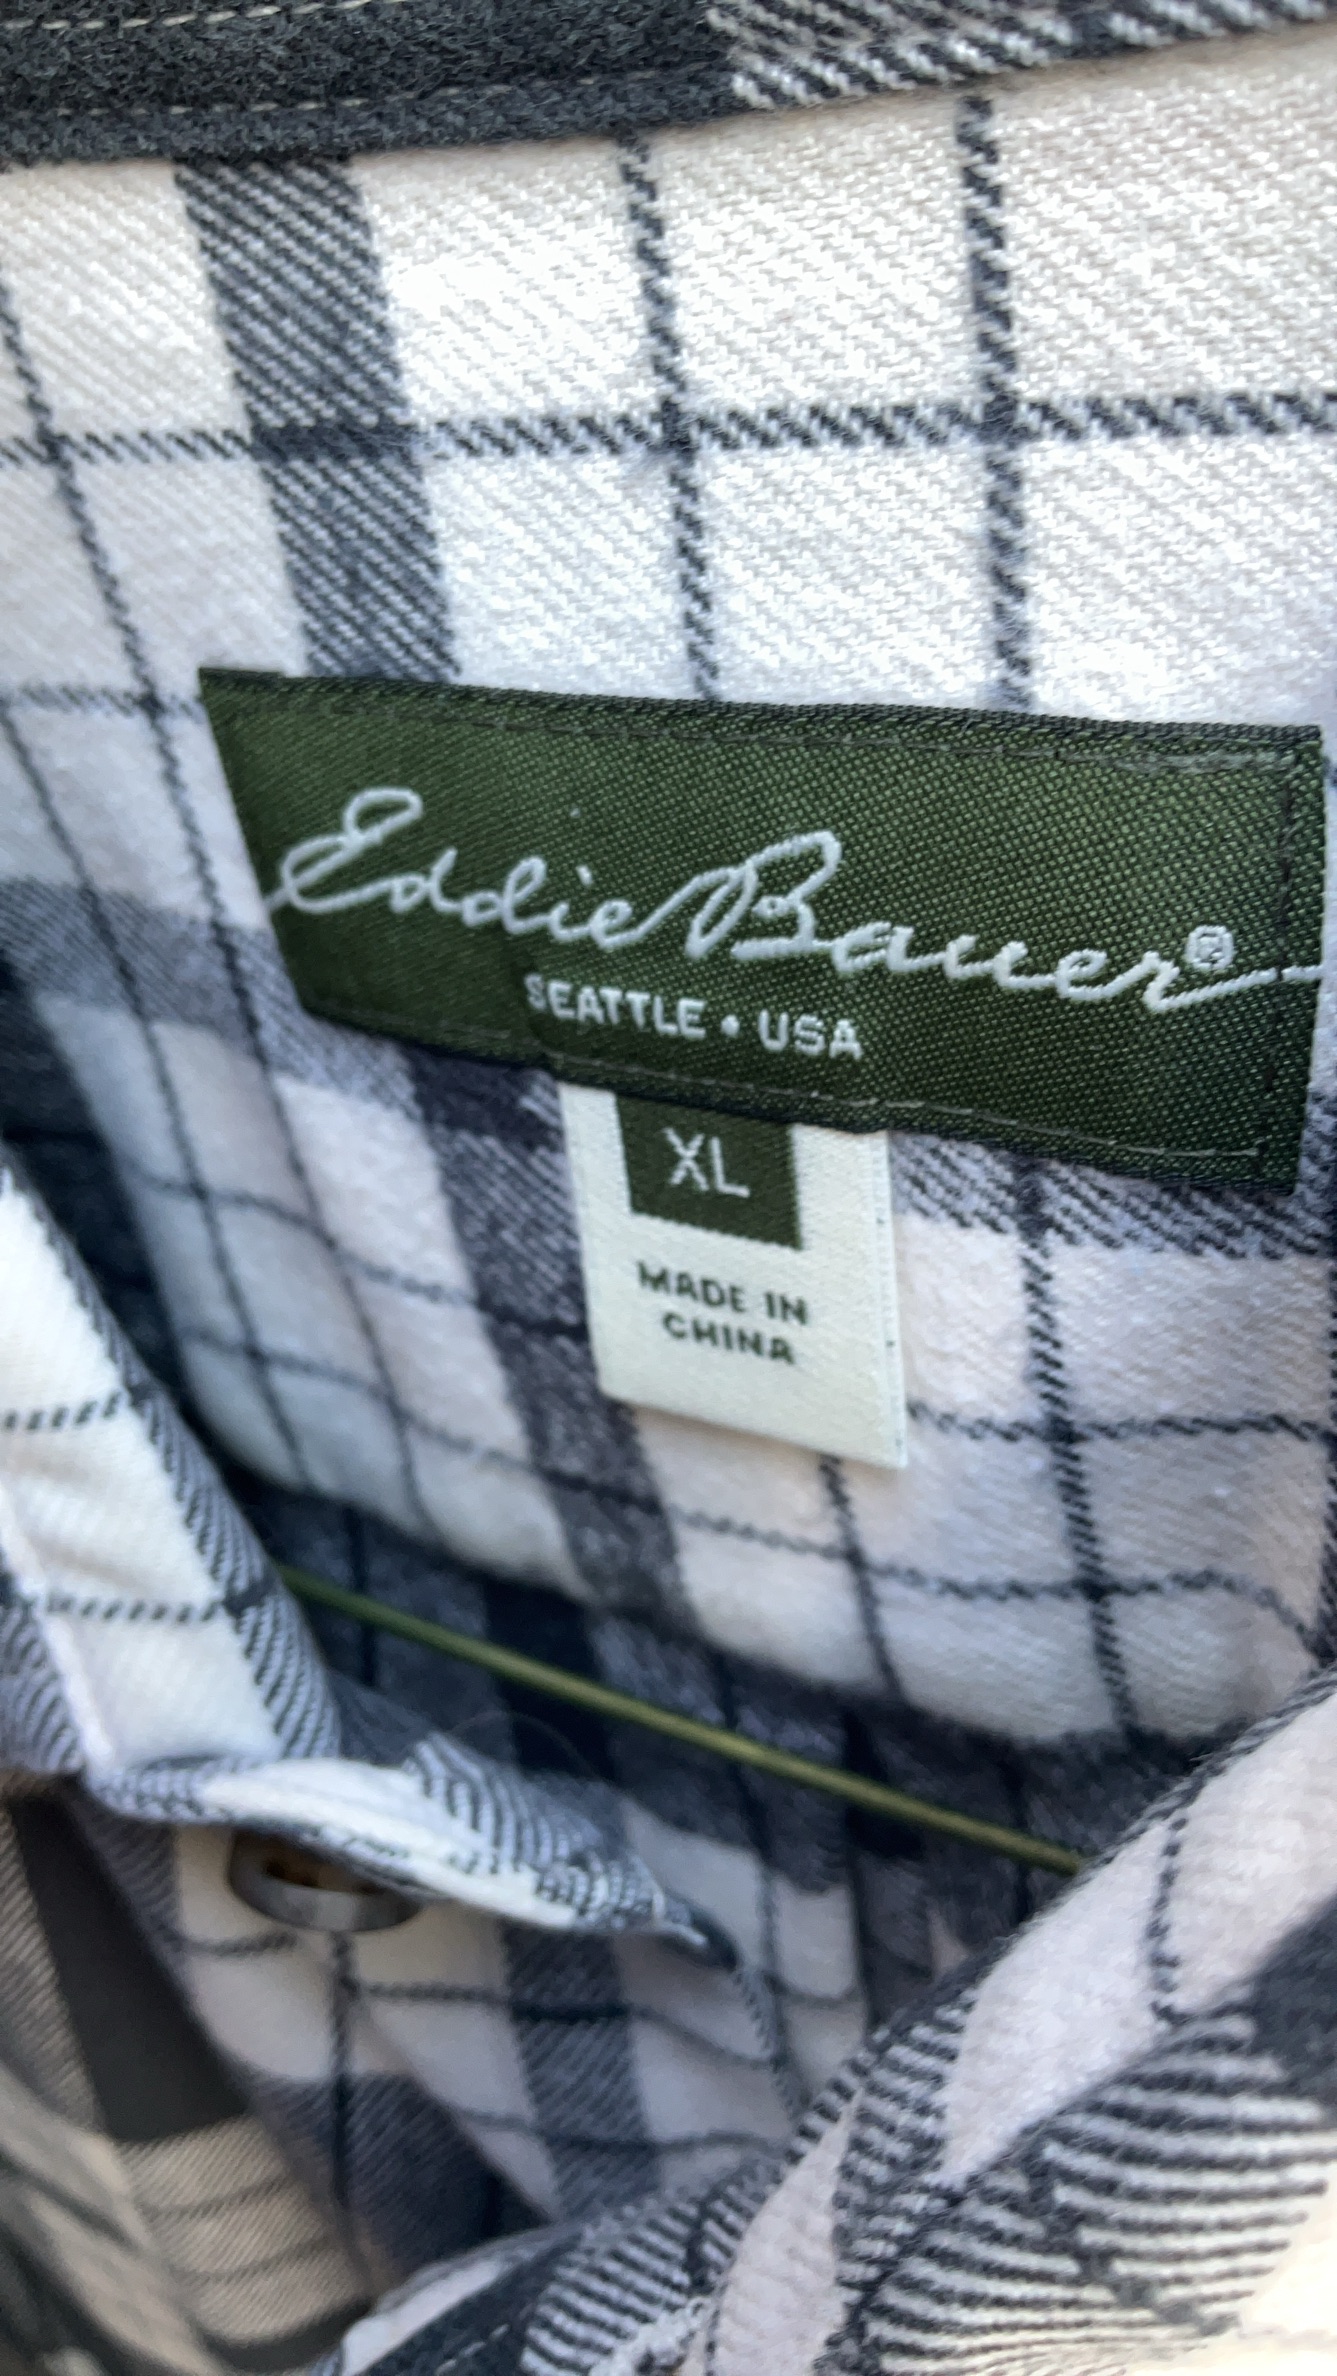 Eddie Bauer®
SEATTLE • USA
XL
MADE IN
CHINA